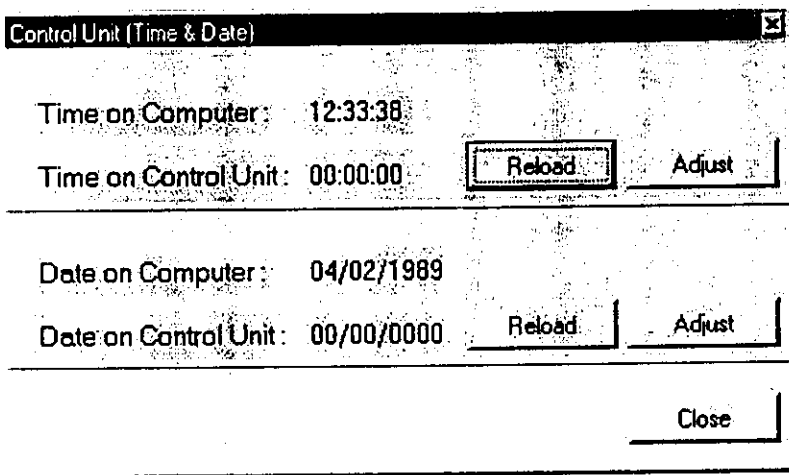 Control Unit (Time & Date)
Time on Computer: 12:33:38
Time on Control Unit: 00:00:00 Reload Adjust
Date on Computer: 04/02/1989
Date on Control Unit: 00/00/0000 Reload Adjust
Close